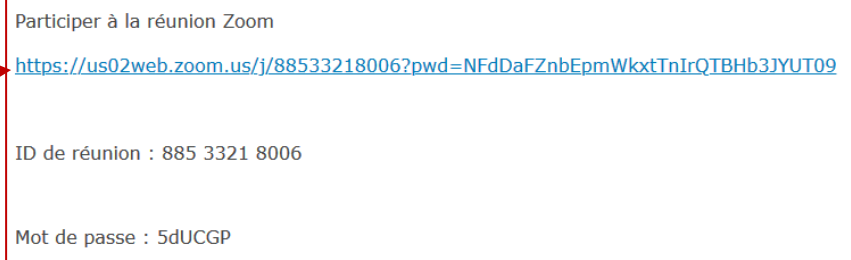 Participer à la réunion Zoom
https://us02web.zoom.us/j/88533218006?pwd=NFdDaFZnbEpmWkxtTnIrQTBHb3JYUT09
ID de réunion : 885 3321 8006
Mot de passe : 5dUCGP